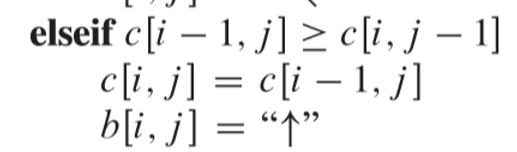 elseif c[i − 1, j] ≥ c[i, j − 1]
c[i, j] = c[i − 1, j]
b[i, j] = “↑”